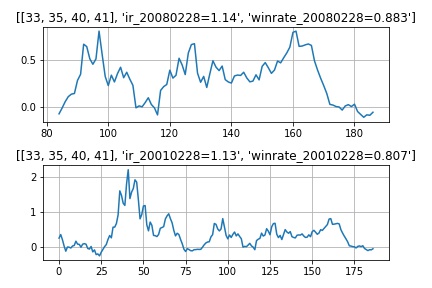 [[33, 35, 40, 41], 'ir_20080228=1.14', 'winrate_20080228=0.883']
0.5
0.0
80 100 120 140 160 180
[[33, 35, 40, 41], 'ir_20010228=1.13', 'winrate_20010228=0.807']
2
1
0
0 25 50 75 100 125 150 175